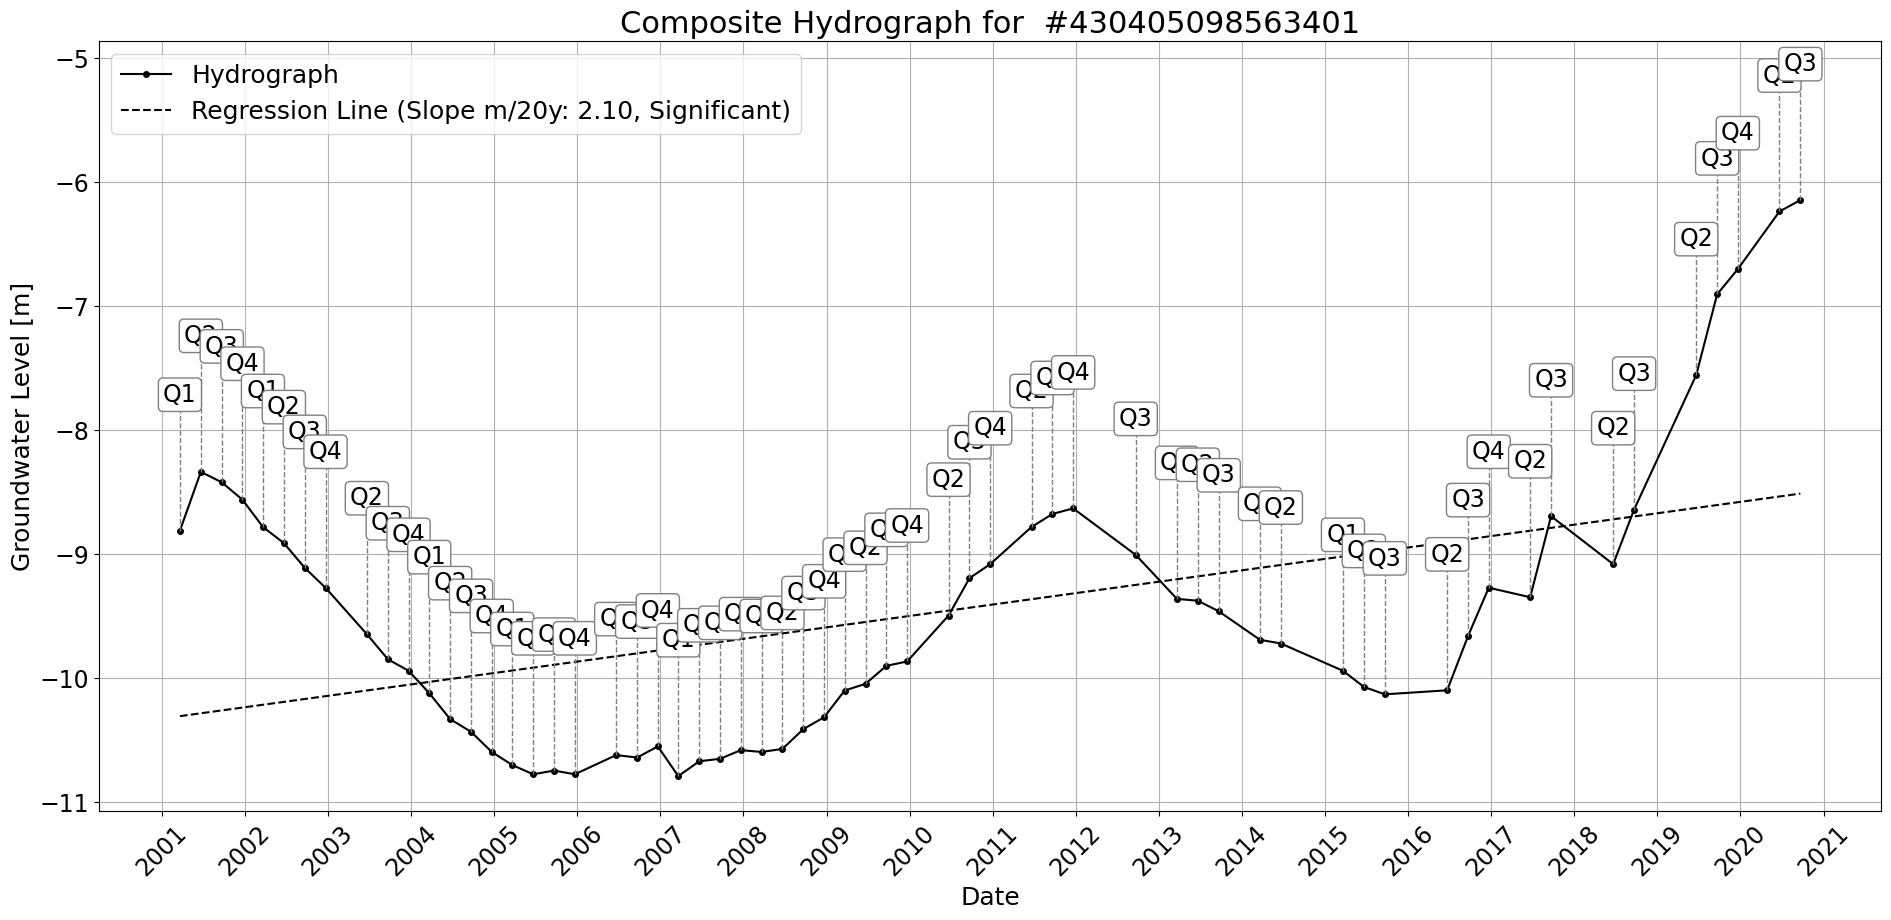 Composite Hydrograph for #430405098563401
Hydrograph
Regression Line (Slope m/20y: 2.10, Significant)
Groundwater Level [m]
−5
−6
−7
−8
−9
−10
−11
Q1
Q3
Q4
Q1
Q2
Q3
Q4
Q2
Q4
Q1
Q3
Q4
Q4
Q2
Q4
Q4
Q2
Q4
Q4
Q3
Q3
Q2
Q1
Q3
Q2
Q3
Q4
Q2
Q3
Q2
Q3
Q2
Q3
Q4
Q3
2001
2002
2003
2004
2005
2006
2007
2008
2009
2010
2011
2012
2013
2014
2015
2016
2017
2018
2019
2020
2021
Date